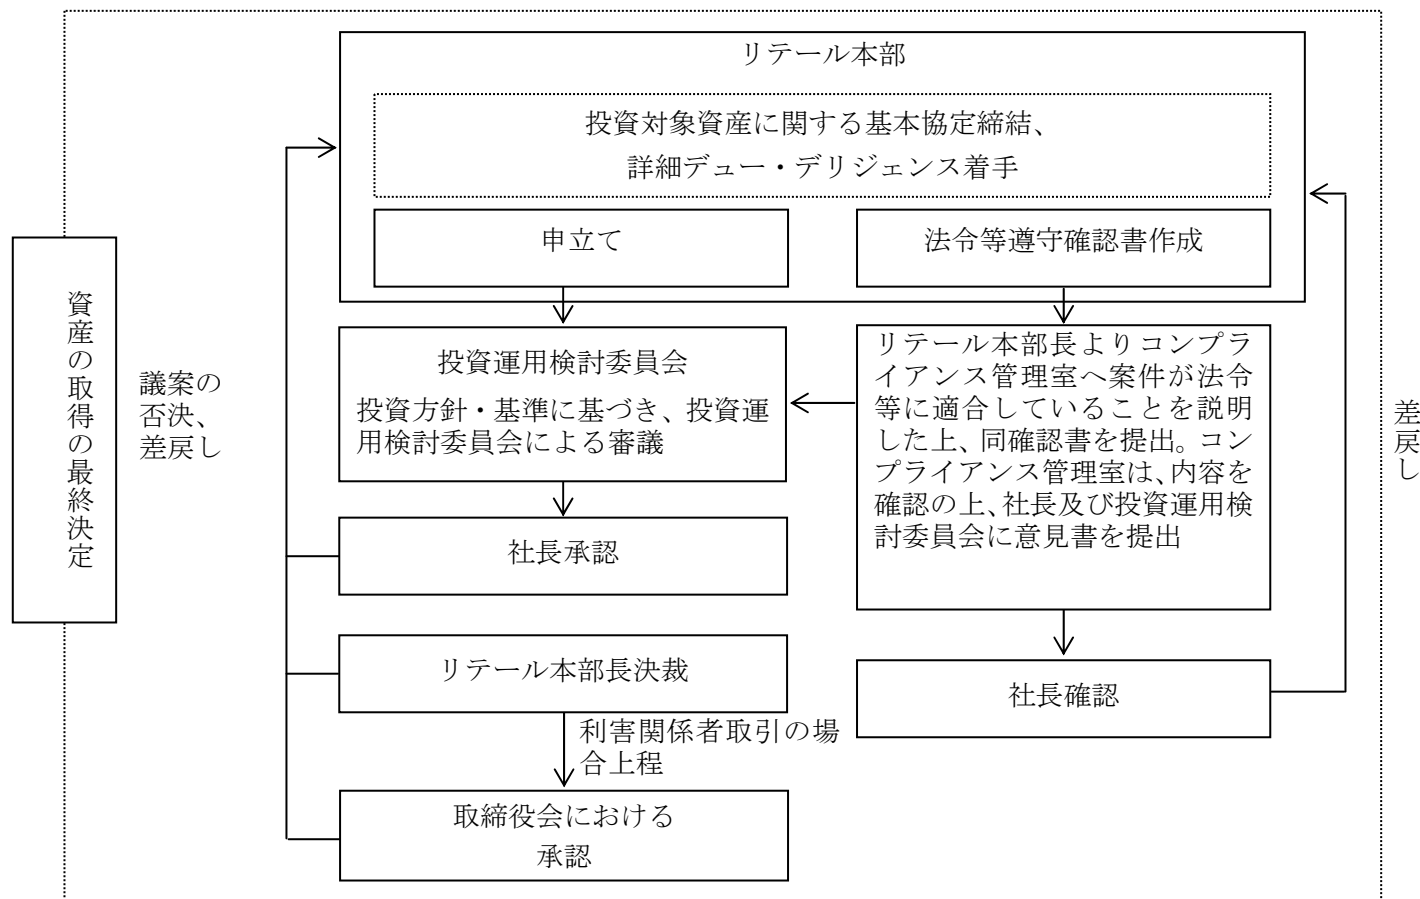 リテール本部
投資対象資産に関する基本協定締結、
詳細デュー・デリジェンス着手
申立て
法令等遵守確認書作成
資産の取得の最終決定
議案の
否決、
差戻し
投資運用検討委員会
投資方針・基準に基づき、投資運
用検討委員会による審議
リテール本部長よりコンプラ
イアンス管理室へ案件が法令
等に適合していることを説明
した上、同確認書を提出。コン
プライアンス管理室は、内容を
確認の上、社長及び投資運用検
討委員会に意見書を提出
差戻し
社長承認
リテール本部長決裁
社長確認
利害関係者取引の場
合上程
取締役会における
承認